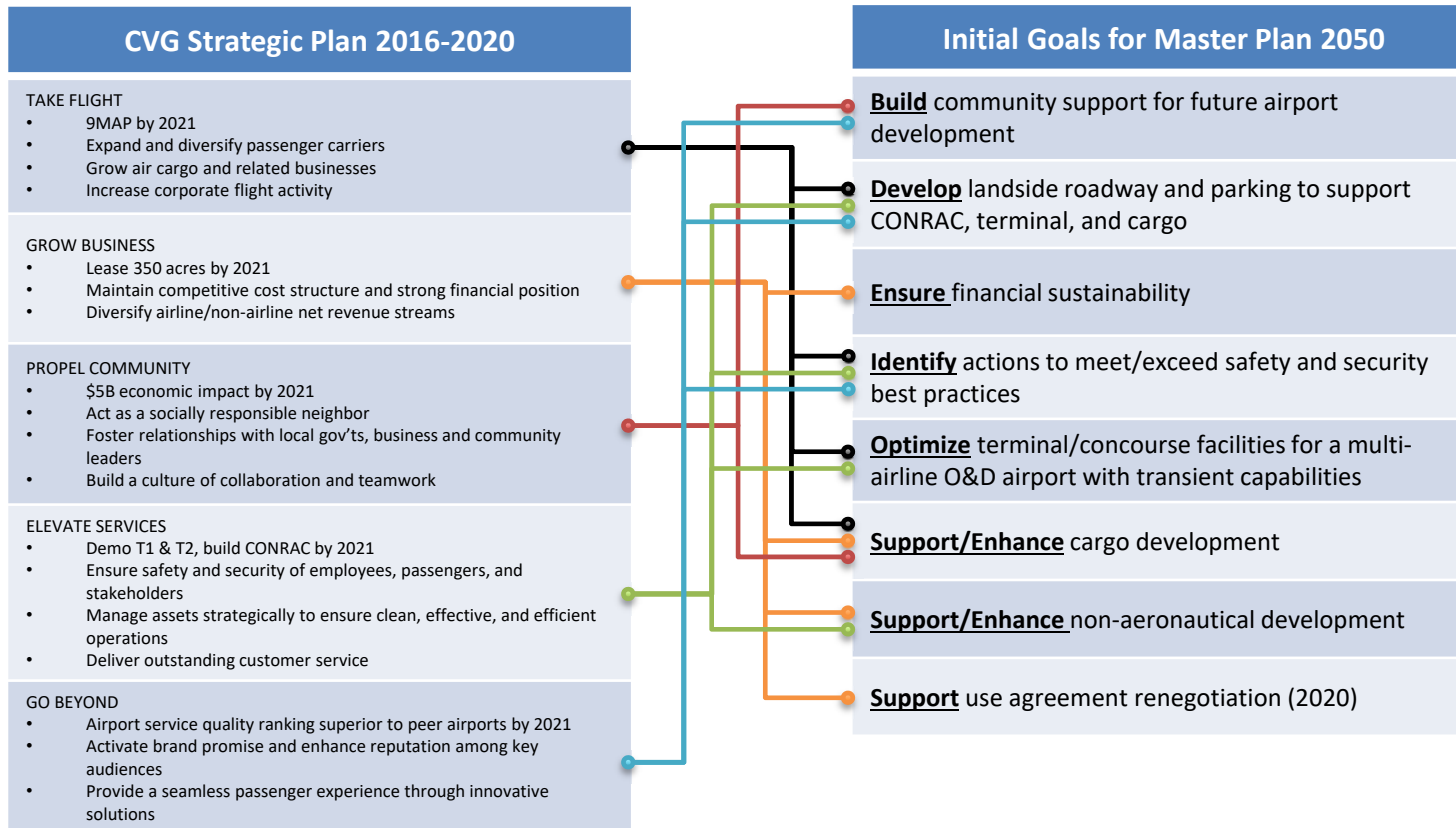 CVG Strategic Plan 2016-2020
TAKE FLIGHT
• 9MAP by 2021
• Expand and diversify passenger carriers
• Grow air cargo and related businesses
• Increase corporate flight activity
GROW BUSINESS
• Lease 350 acres by 2021
• Maintain competitive cost structure and strong financial position
• Diversify airline/non-airline net revenue streams
PROPEL COMMUNITY
• $5B economic impact by 2021
• Act as a socially responsible neighbor
• Foster relationships with local gov’ts, business and community
leaders
• Build a culture of collaboration and teamwork
ELEVATE SERVICES
• Demo T1 & T2, build CONRAC by 2021
• Ensure safety and security of employees, passengers, and
stakeholders
• Manage assets strategically to ensure clean, effective, and efficient
operations
• Deliver outstanding customer service
GO BEYOND
• Airport service quality ranking superior to peer airports by 2021
• Activate brand promise and enhance reputation among key
audiences
• Provide a seamless passenger experience through innovative
solutions
Initial Goals for Master Plan 2050
Build community support for future airport
development
Develop landside roadway and parking to support
CONRAC, terminal, and cargo
Ensure financial sustainability
Identify actions to meet/exceed safety and security
best practices
Optimize terminal/concourse facilities for a multi-
airline O&D airport with transient capabilities
Support/Enhance cargo development
Support/Enhance non-aeronautical development
Support use agreement renegotiation (2020)